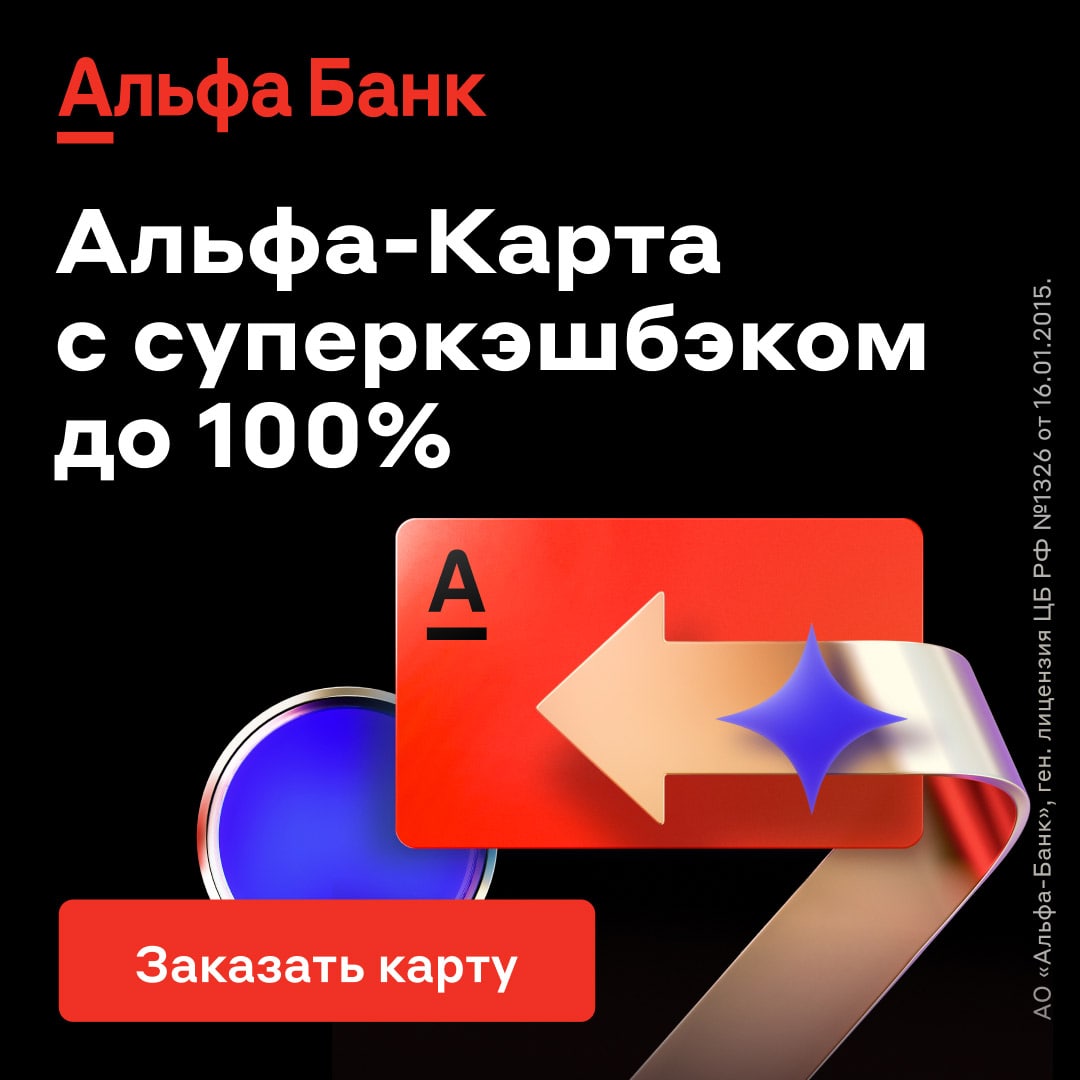 Альфа Банк
Альфа-Карта
с суперкэшбэком
до 100%
А
Заказать карту
АО «Альфа-Банк», ген. лицензия ЦБ РФ №1326 от 16.01.2015.